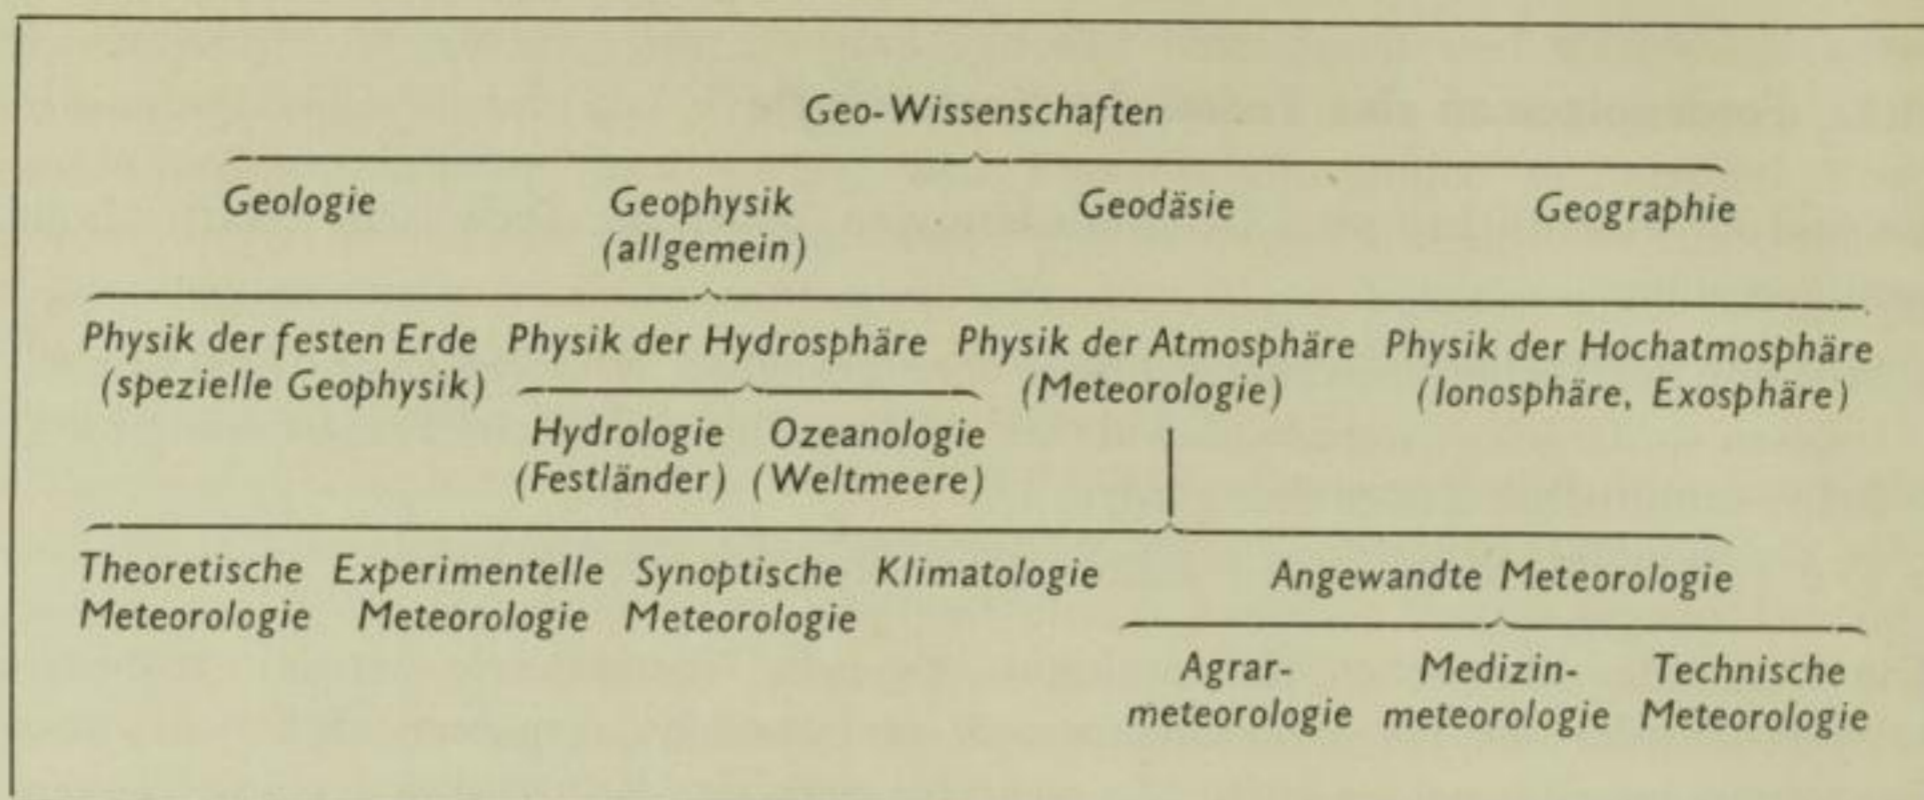 Geo-Wissenschaften
Geologie Geophysik Geodäsie Geographie
(allgemein)
Physik der festen Erde Physik der Hydrosphäre Physik der Atmosphäre Physik der Hochatmosphäre
(spezielle Geophysik) (Meteorologie) (Ionosphäre, Exosphäre)
Hydrologie Ozeanologie
(Festländer) (Weltmeere)
Theoretische Experimentelle Synoptische Klimatologie Angewandte Meteorologie
Meteorologie Meteorologie Meteorologie
Agrar- Medizin- Technische
meteorologie meteorologie Meteorologie